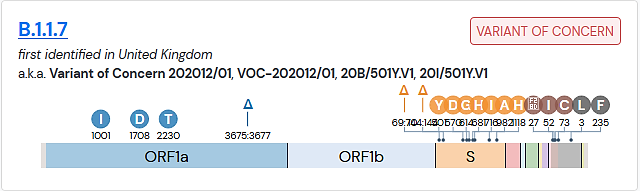 B.1.1.7
VARIANT OF CONCERN
first identified in United Kingdom
a.k.a. Variant of Concern 202012/01, VOC-202012/01, 20B/501Y.V1, 20I/501Y.V1
Δ Δ Δ
I D T Y D G H I A H I C L F
1001 1708 2230 3675:3677 27 52 73 3 235
ORF1a ORF1b S